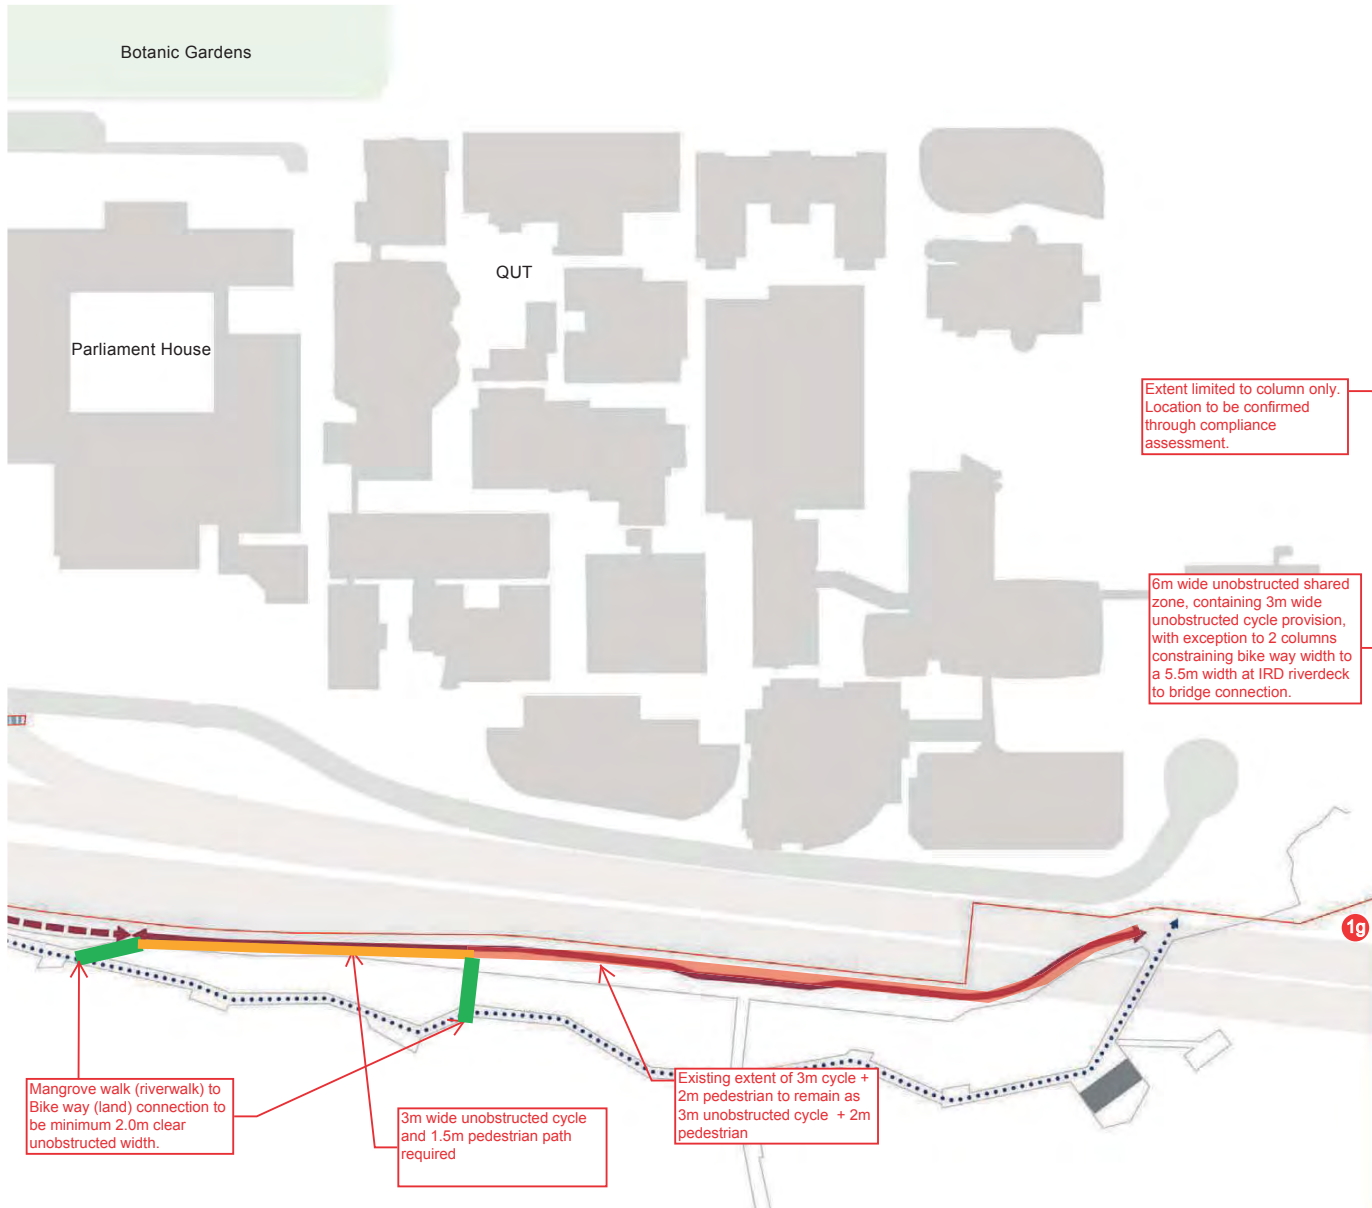 Botanic Gardens
QUT
Parliament House
Extent limited to column only.
Location to be confirmed
through compliance
assessment.
6m wide unobstructed shared
zone, containing 3m wide
unobstructed cycle provision,
with exception to 2 columns
constraining bike way width to
a 5.5m width at IRD riverdeck
to bridge connection.
1g
Mangrove walk (riverwalk) to
Bike way (land) connection to
be minimum 2.0m clear
unobstructed width.
3m wide unobstructed cycle
and 1.5m pedestrian path
required
Existing extent of 3m cycle +
2m pedestrian to remain as
3m unobstructed cycle + 2m
pedestrian